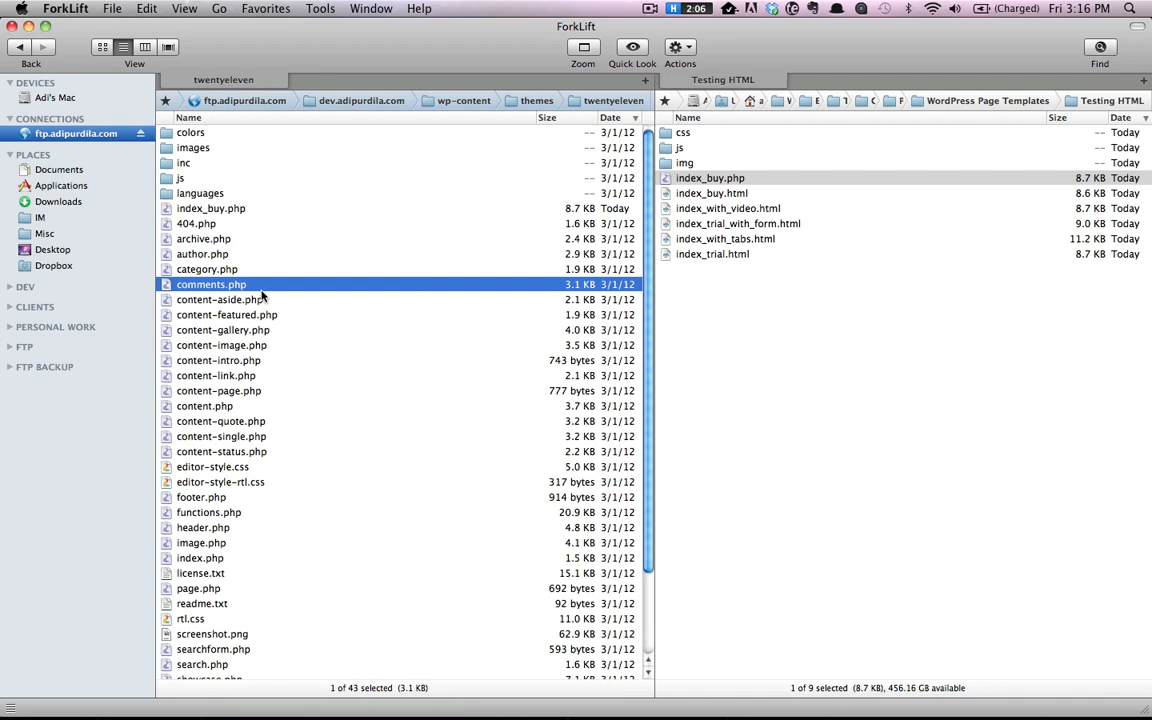 ForkLift File Edit View Go Favorites Tools Window Help H 2:06 (Charged) Fri 3:16 PM
ForkLift
Back View Zoom Quick Look Actions Find
twentyeleven + Testing HTML +
ftp.adipurdila.com dev.adipurdila.com wp-content themes twentyeleven WordPress Page Templates Testing HTML
Name Size Date Name Size Date
DEVICES
Adi's Mac
CONNECTIONS
ftp.adipurdila.com
PLACES
Documents
Applications
Downloads
IM
Misc
Desktop
Dropbox
DEV
CLIENTS
PERSONAL WORK
FTP
FTP BACKUP
colors -- 3/1/12
images -- 3/1/12
inc -- 3/1/12
js -- 3/1/12
languages -- 3/1/12
index_buy.php 8.7 KB Today
404.php 1.6 KB 3/1/12
archive.php 2.4 KB 3/1/12
author.php 2.9 KB 3/1/12
category.php 1.9 KB 3/1/12
comments.php 3.1 KB 3/1/12
content-aside.php 2.1 KB 3/1/12
content-featured.php 1.9 KB 3/1/12
content-gallery.php 4.0 KB 3/1/12
content-image.php 3.5 KB 3/1/12
content-intro.php 743 bytes 3/1/12
content-link.php 2.1 KB 3/1/12
content-page.php 777 bytes 3/1/12
content.php 3.7 KB 3/1/12
content-quote.php 3.2 KB 3/1/12
content-single.php 3.2 KB 3/1/12
content-status.php 2.2 KB 3/1/12
editor-style.css 5.0 KB 3/1/12
editor-style-rtl.css 317 bytes 3/1/12
footer.php 914 bytes 3/1/12
functions.php 20.9 KB 3/1/12
header.php 4.8 KB 3/1/12
image.php 4.1 KB 3/1/12
index.php 1.5 KB 3/1/12
license.txt 15.1 KB 3/1/12
page.php 692 bytes 3/1/12
readme.txt 92 bytes 3/1/12
rtl.css 11.0 KB 3/1/12
screenshot.png 62.9 KB 3/1/12
searchform.php 593 bytes 3/1/12
search.php 1.6 KB 3/1/12
showcase.php 7.1 KB 3/1/12
css -- Today
js -- Today
img -- Today
index_buy.php 8.7 KB Today
index_buy.html 8.6 KB Today
index_with_video.html 8.7 KB Today
index_trial_with_form.html 9.0 KB Today
index_with_tabs.html 11.2 KB Today
index_trial.html 8.7 KB Today
1 of 43 selected (3.1 KB) 1 of 9 selected (8.7 KB), 456.16 GB available